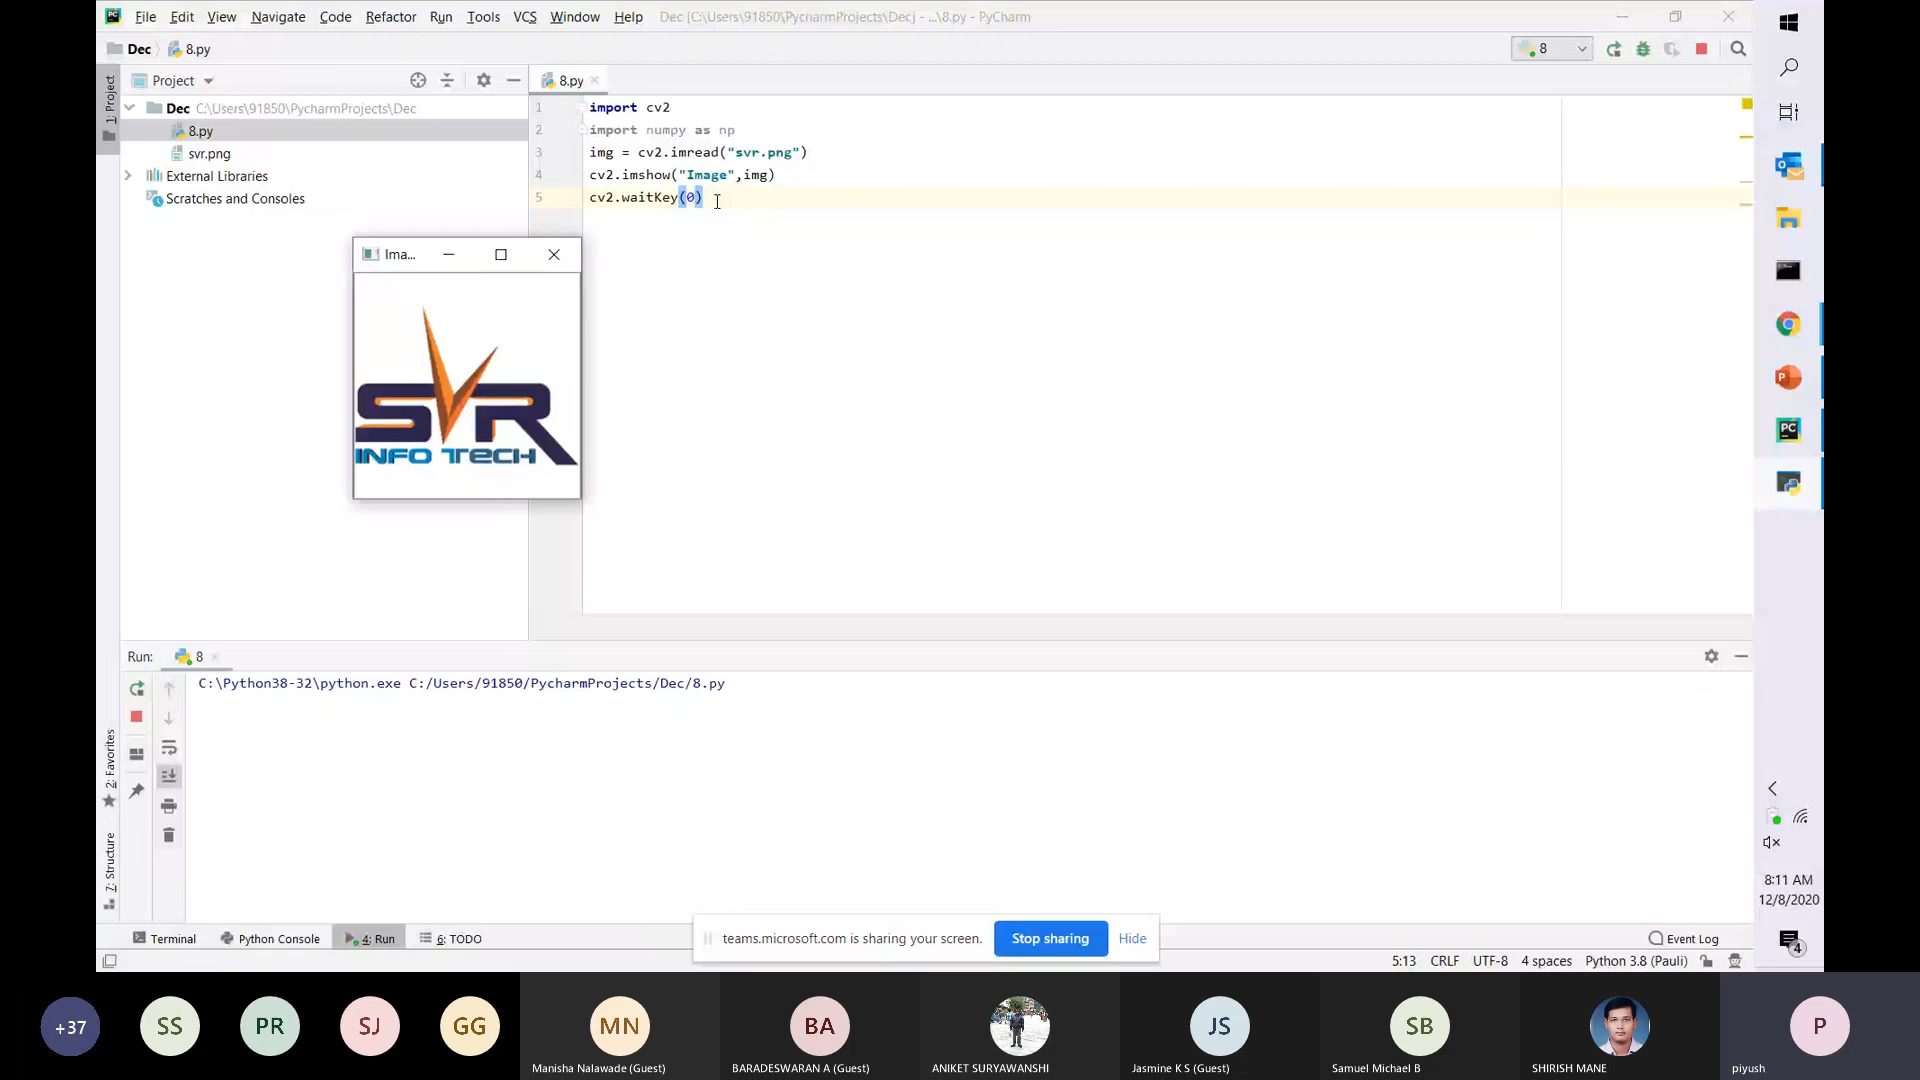 File Edit View Navigate Code Refactor Run Tools VCS Window Help Dec [C:\Users\91850\PycharmProjects\Dec] - ...\8.py - PyCharm
Dec 8.py
8
1: Project
Project
8.py
Dec C:\Users\91850\PycharmProjects\Dec
8.py
svr.png
External Libraries
Scratches and Consoles
1 import cv2
2 import numpy as np
3 img = cv2.imread("svr.png")
4 cv2.imshow("Image",img)
5 cv2.waitKey(0)
Ima...
SVR
INFO TECH
Run: 8
C:\Python38-32\python.exe C:/Users/91850/PycharmProjects/Dec/8.py
2: Favorites
7: Structure
Terminal Python Console 4: Run 6: TODO
teams.microsoft.com is sharing your screen. Stop sharing Hide
Event Log
5:13 CRLF UTF-8 4 spaces Python 3.8 (Pauli)
P
PC
PC
8:11 AM
12/8/2020
4
+37 SS PR SJ GG MN BA JS SB P
Manisha Nalawade (Guest) BARADESWARAN A (Guest) ANIKET SURYAWANSHI Jasmine K S (Guest) Samuel Michael B SHIRISH MANE piyush